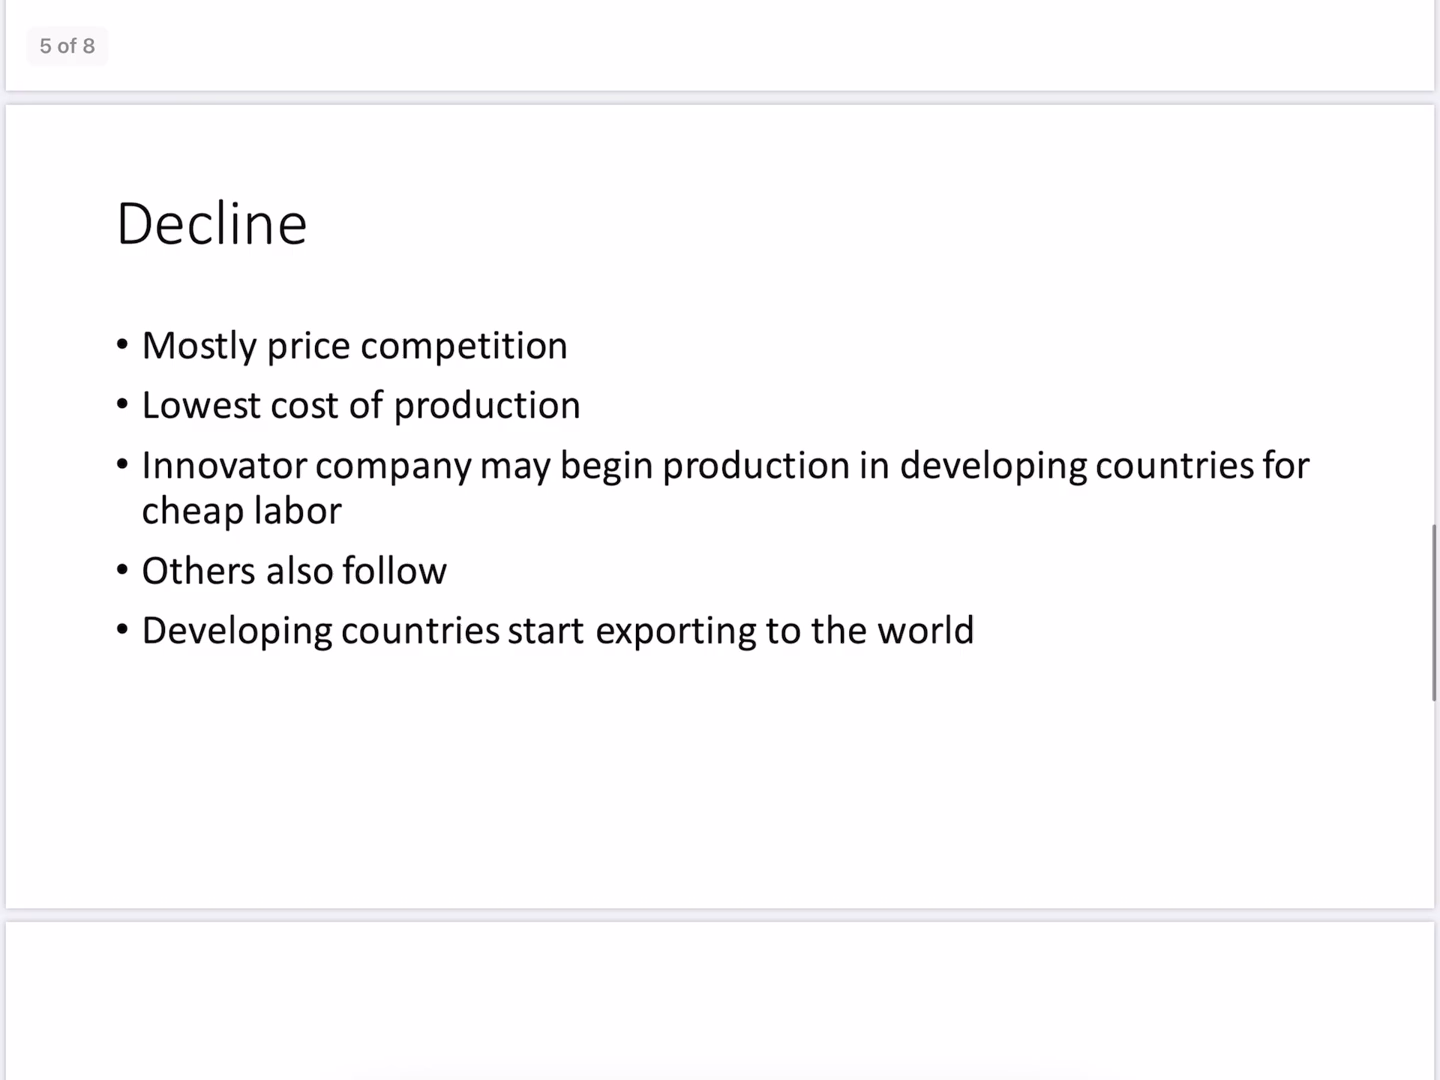 5 of 8
Decline
• Mostly price competition
• Lowest cost of production
• Innovator company may begin production in developing countries for
cheap labor
• Others also follow
• Developing countries start exporting to the world